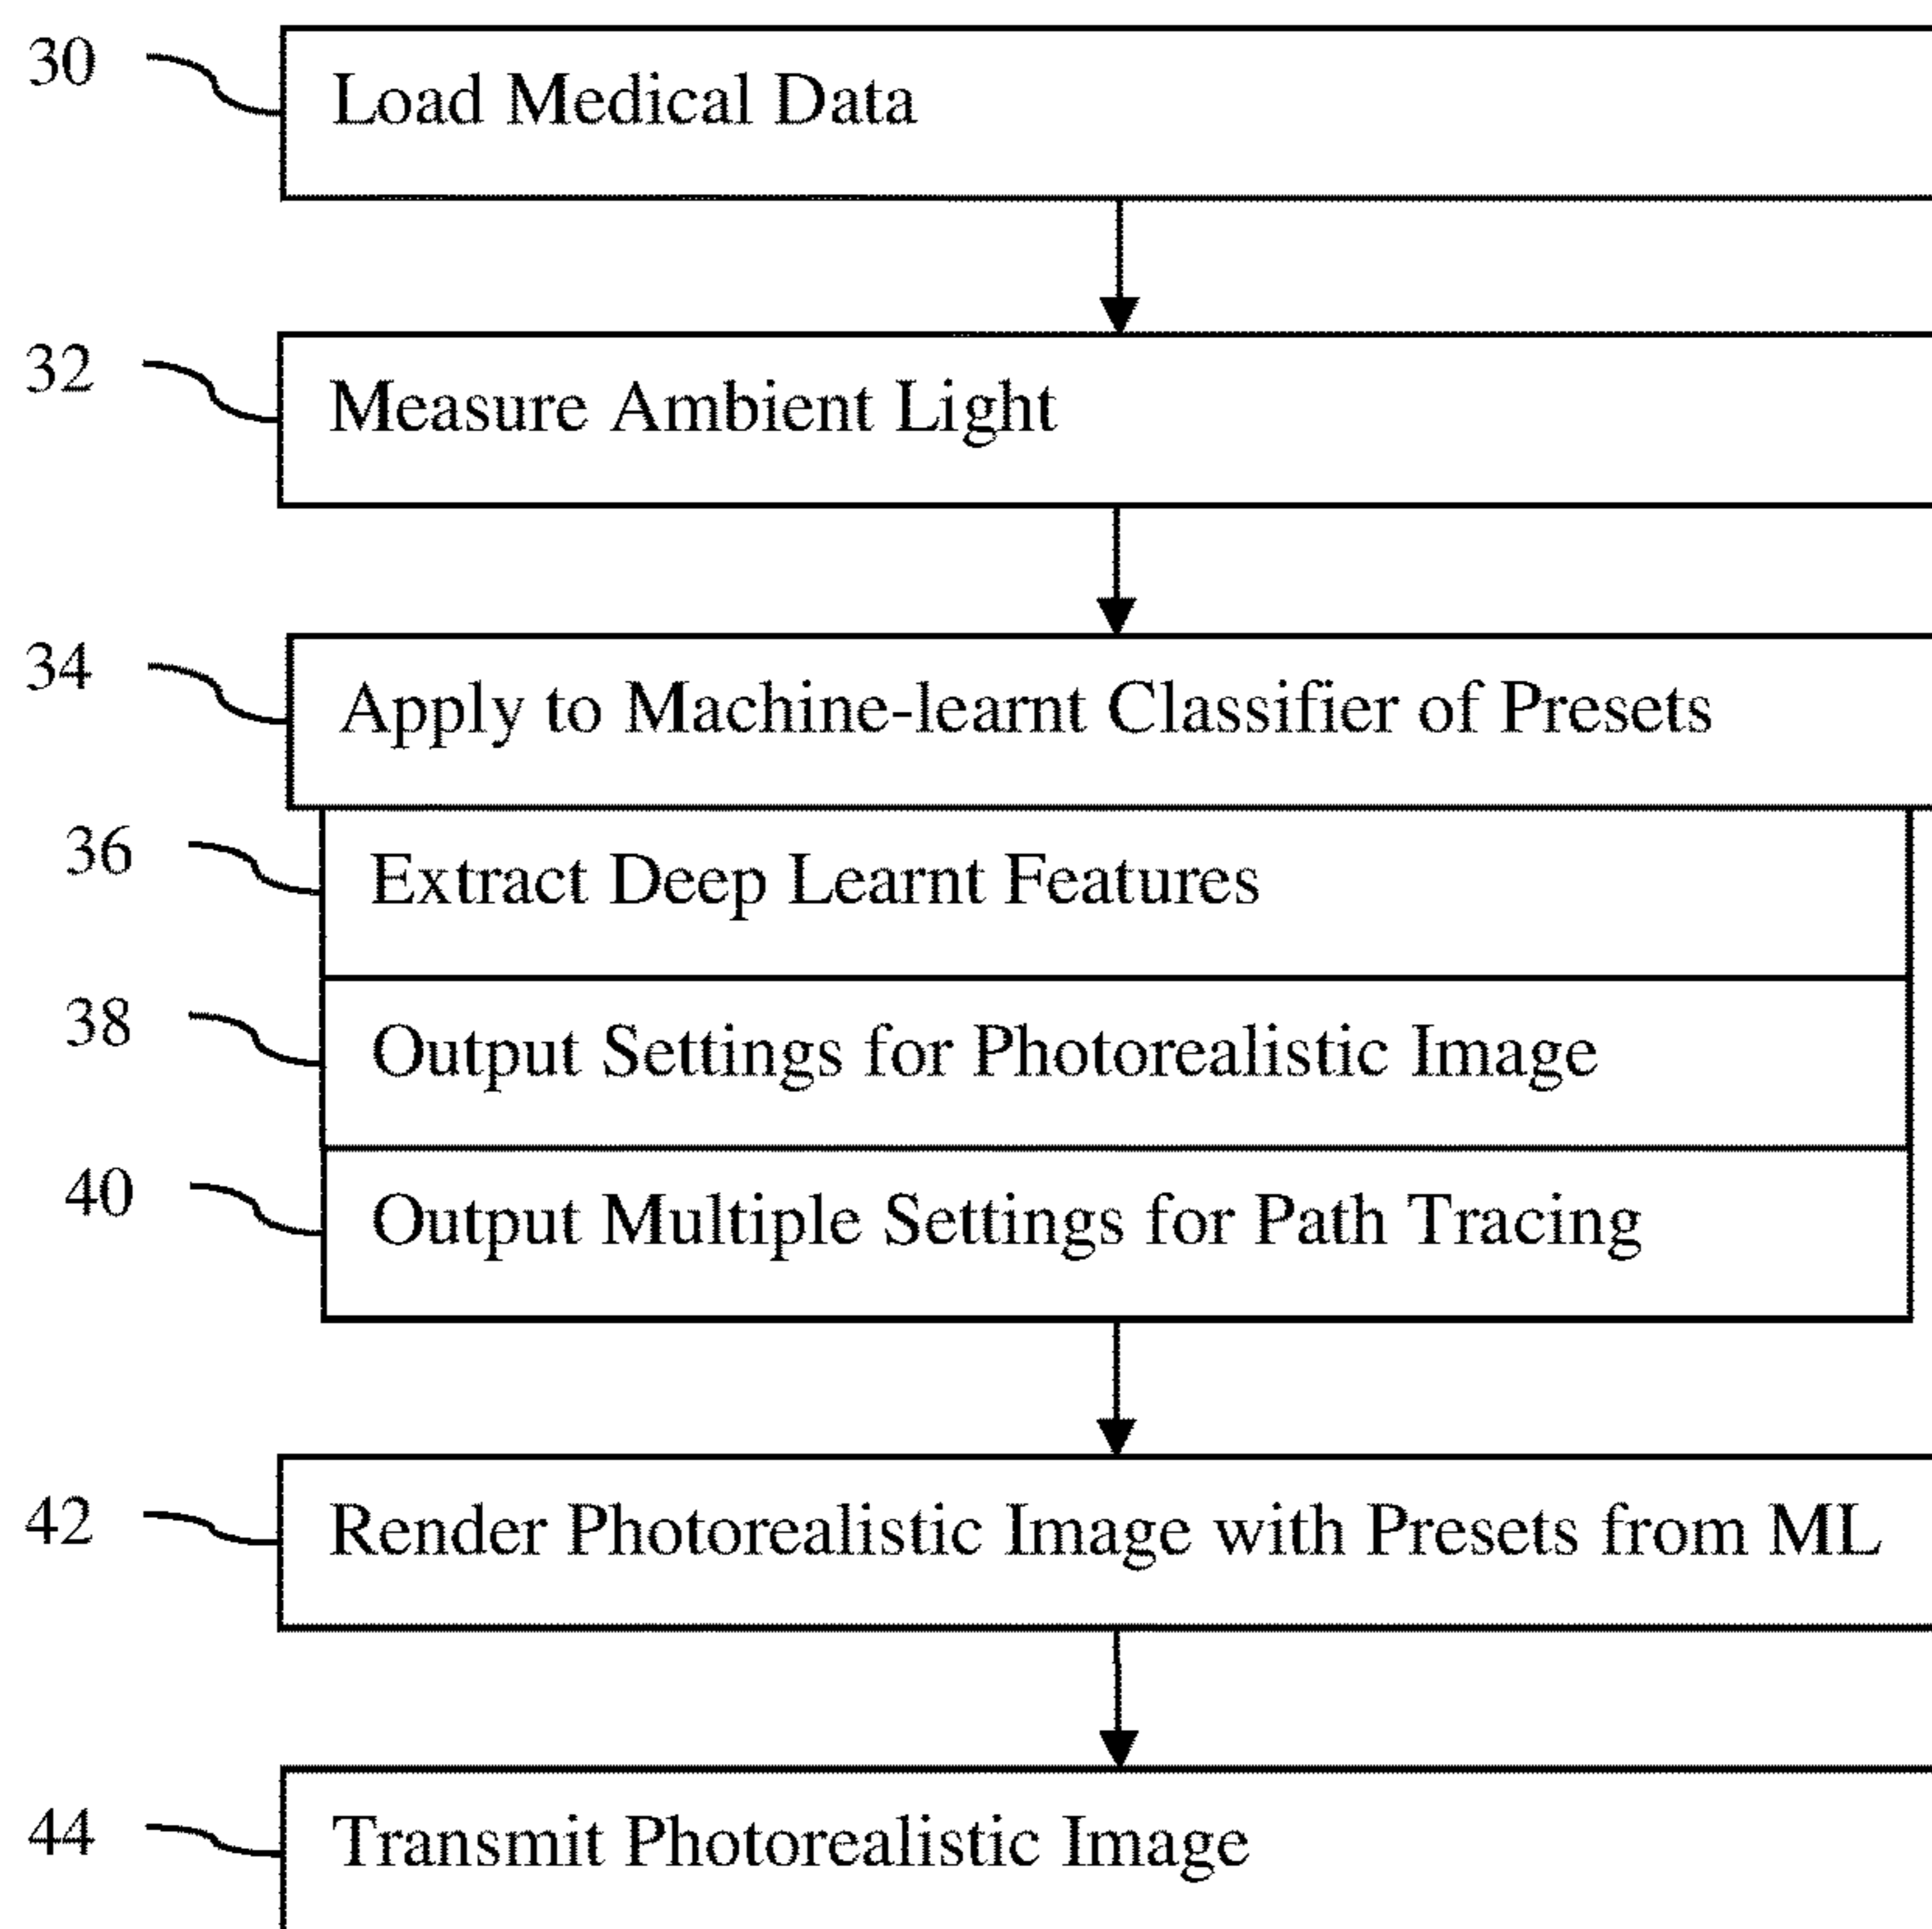 30 Load Medical Data
32 Measure Ambient Light
34 Apply to Machine-learnt Classifier of Presets
36 Extract Deep Learnt Features
38 Output Settings for Photorealistic Image
40 Output Multiple Settings for Path Tracing
42 Render Photorealistic Image with Presets from ML
44 Transmit Photorealistic Image